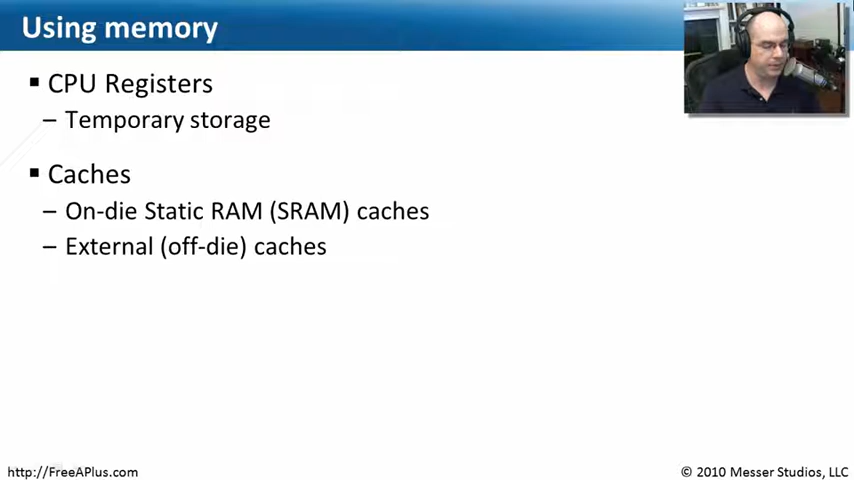 Using memory
▪ CPU Registers
– Temporary storage
▪ Caches
– On-die Static RAM (SRAM) caches
– External (off-die) caches
http://FreeAPlus.com
© 2010 Messer Studios, LLC